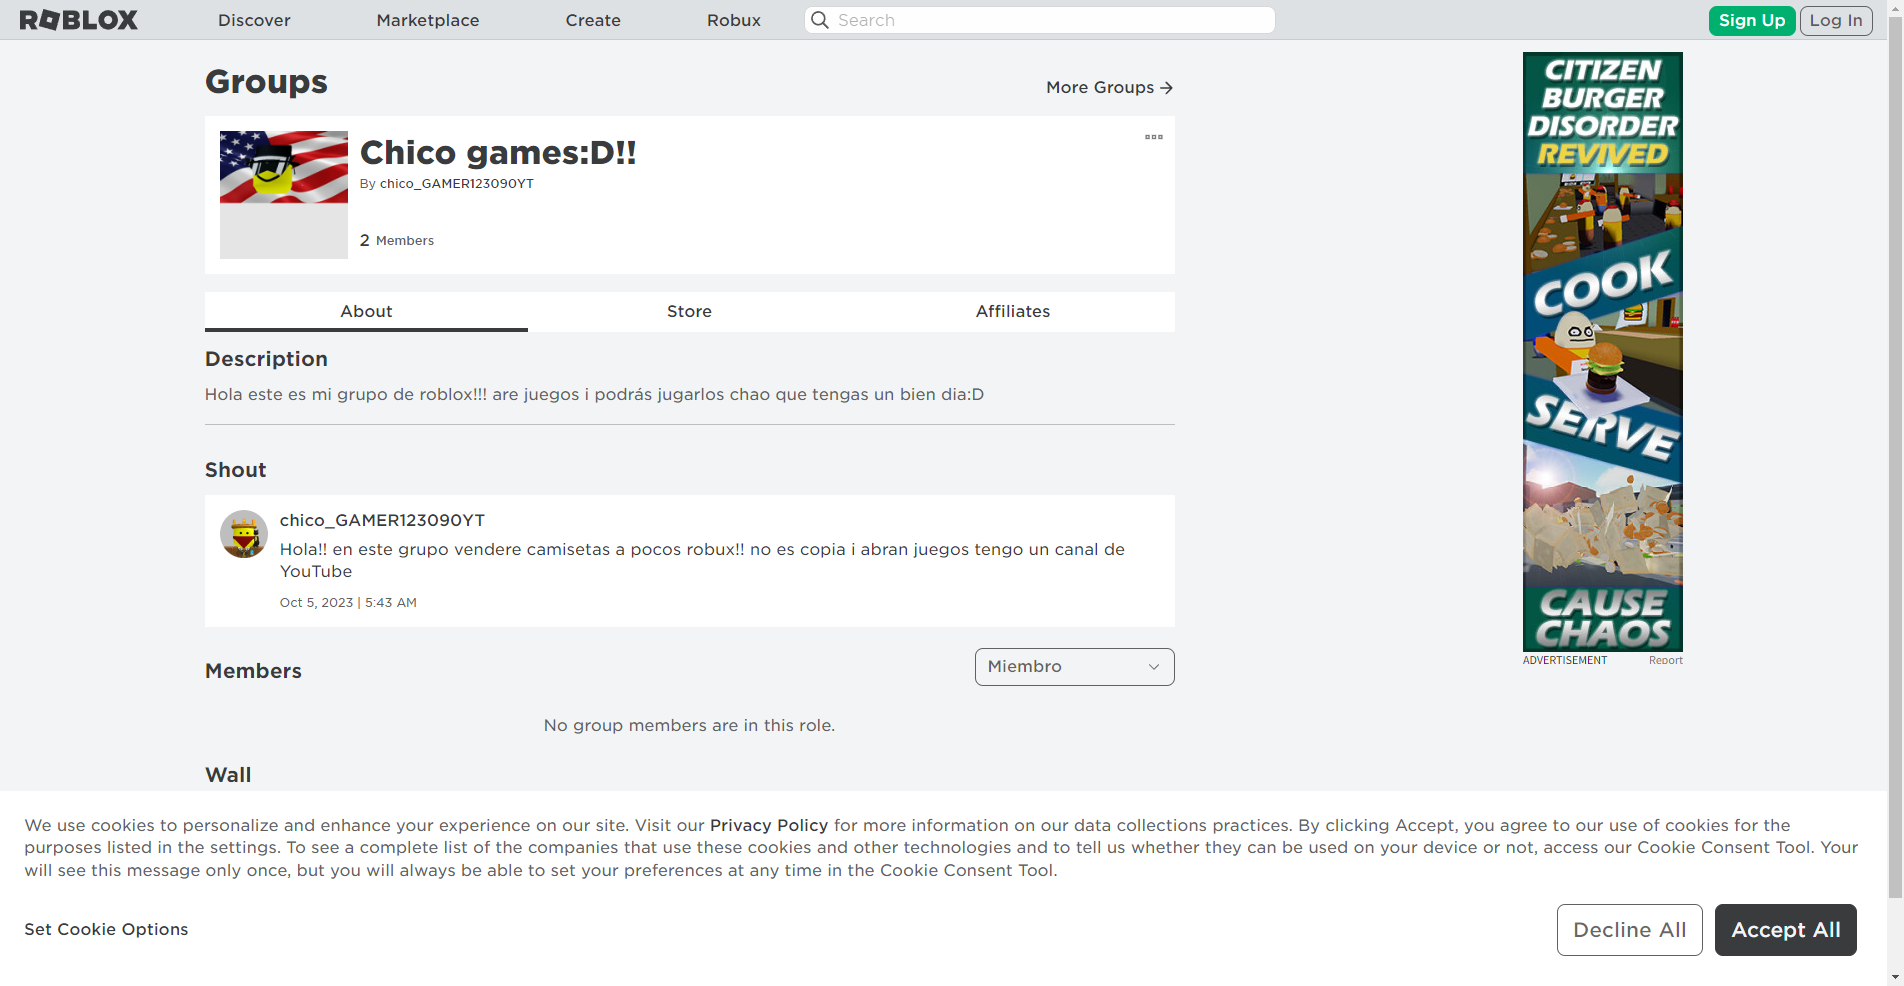 ROBLOX
Discover
Marketplace
Create
Robux
Search
Sign Up
Log In
Groups
More Groups
Chico games:D!!
By chico_GAMER123090YT
2 Members
About
Store
Affiliates
Description
Hola este es mi grupo de roblox!!! are juegos i podrás jugarlos chao que tengas un bien dia:D
Shout
chico_GAMER123090YT
Hola!! en este grupo vendere camisetas a pocos robux!! no es copia i abran juegos tengo un canal de
YouTube
Oct 5, 2023 | 5:43 AM
Members
Miembro
No group members are in this role.
Wall
CITIZEN
BURGER
DISORDER
REVIVED
COOK
SERVE
CAUSE
CHAOS
ADVERTISEMENT
Report
We use cookies to personalize and enhance your experience on our site. Visit our Privacy Policy for more information on our data collections practices. By clicking Accept, you agree to our use of cookies for the
purposes listed in the settings. To see a complete list of the companies that use these cookies and other technologies and to tell us whether they can be used on your device or not, access our Cookie Consent Tool. Your
will see this message only once, but you will always be able to set your preferences at any time in the Cookie Consent Tool.
Set Cookie Options
Decline All
Accept All